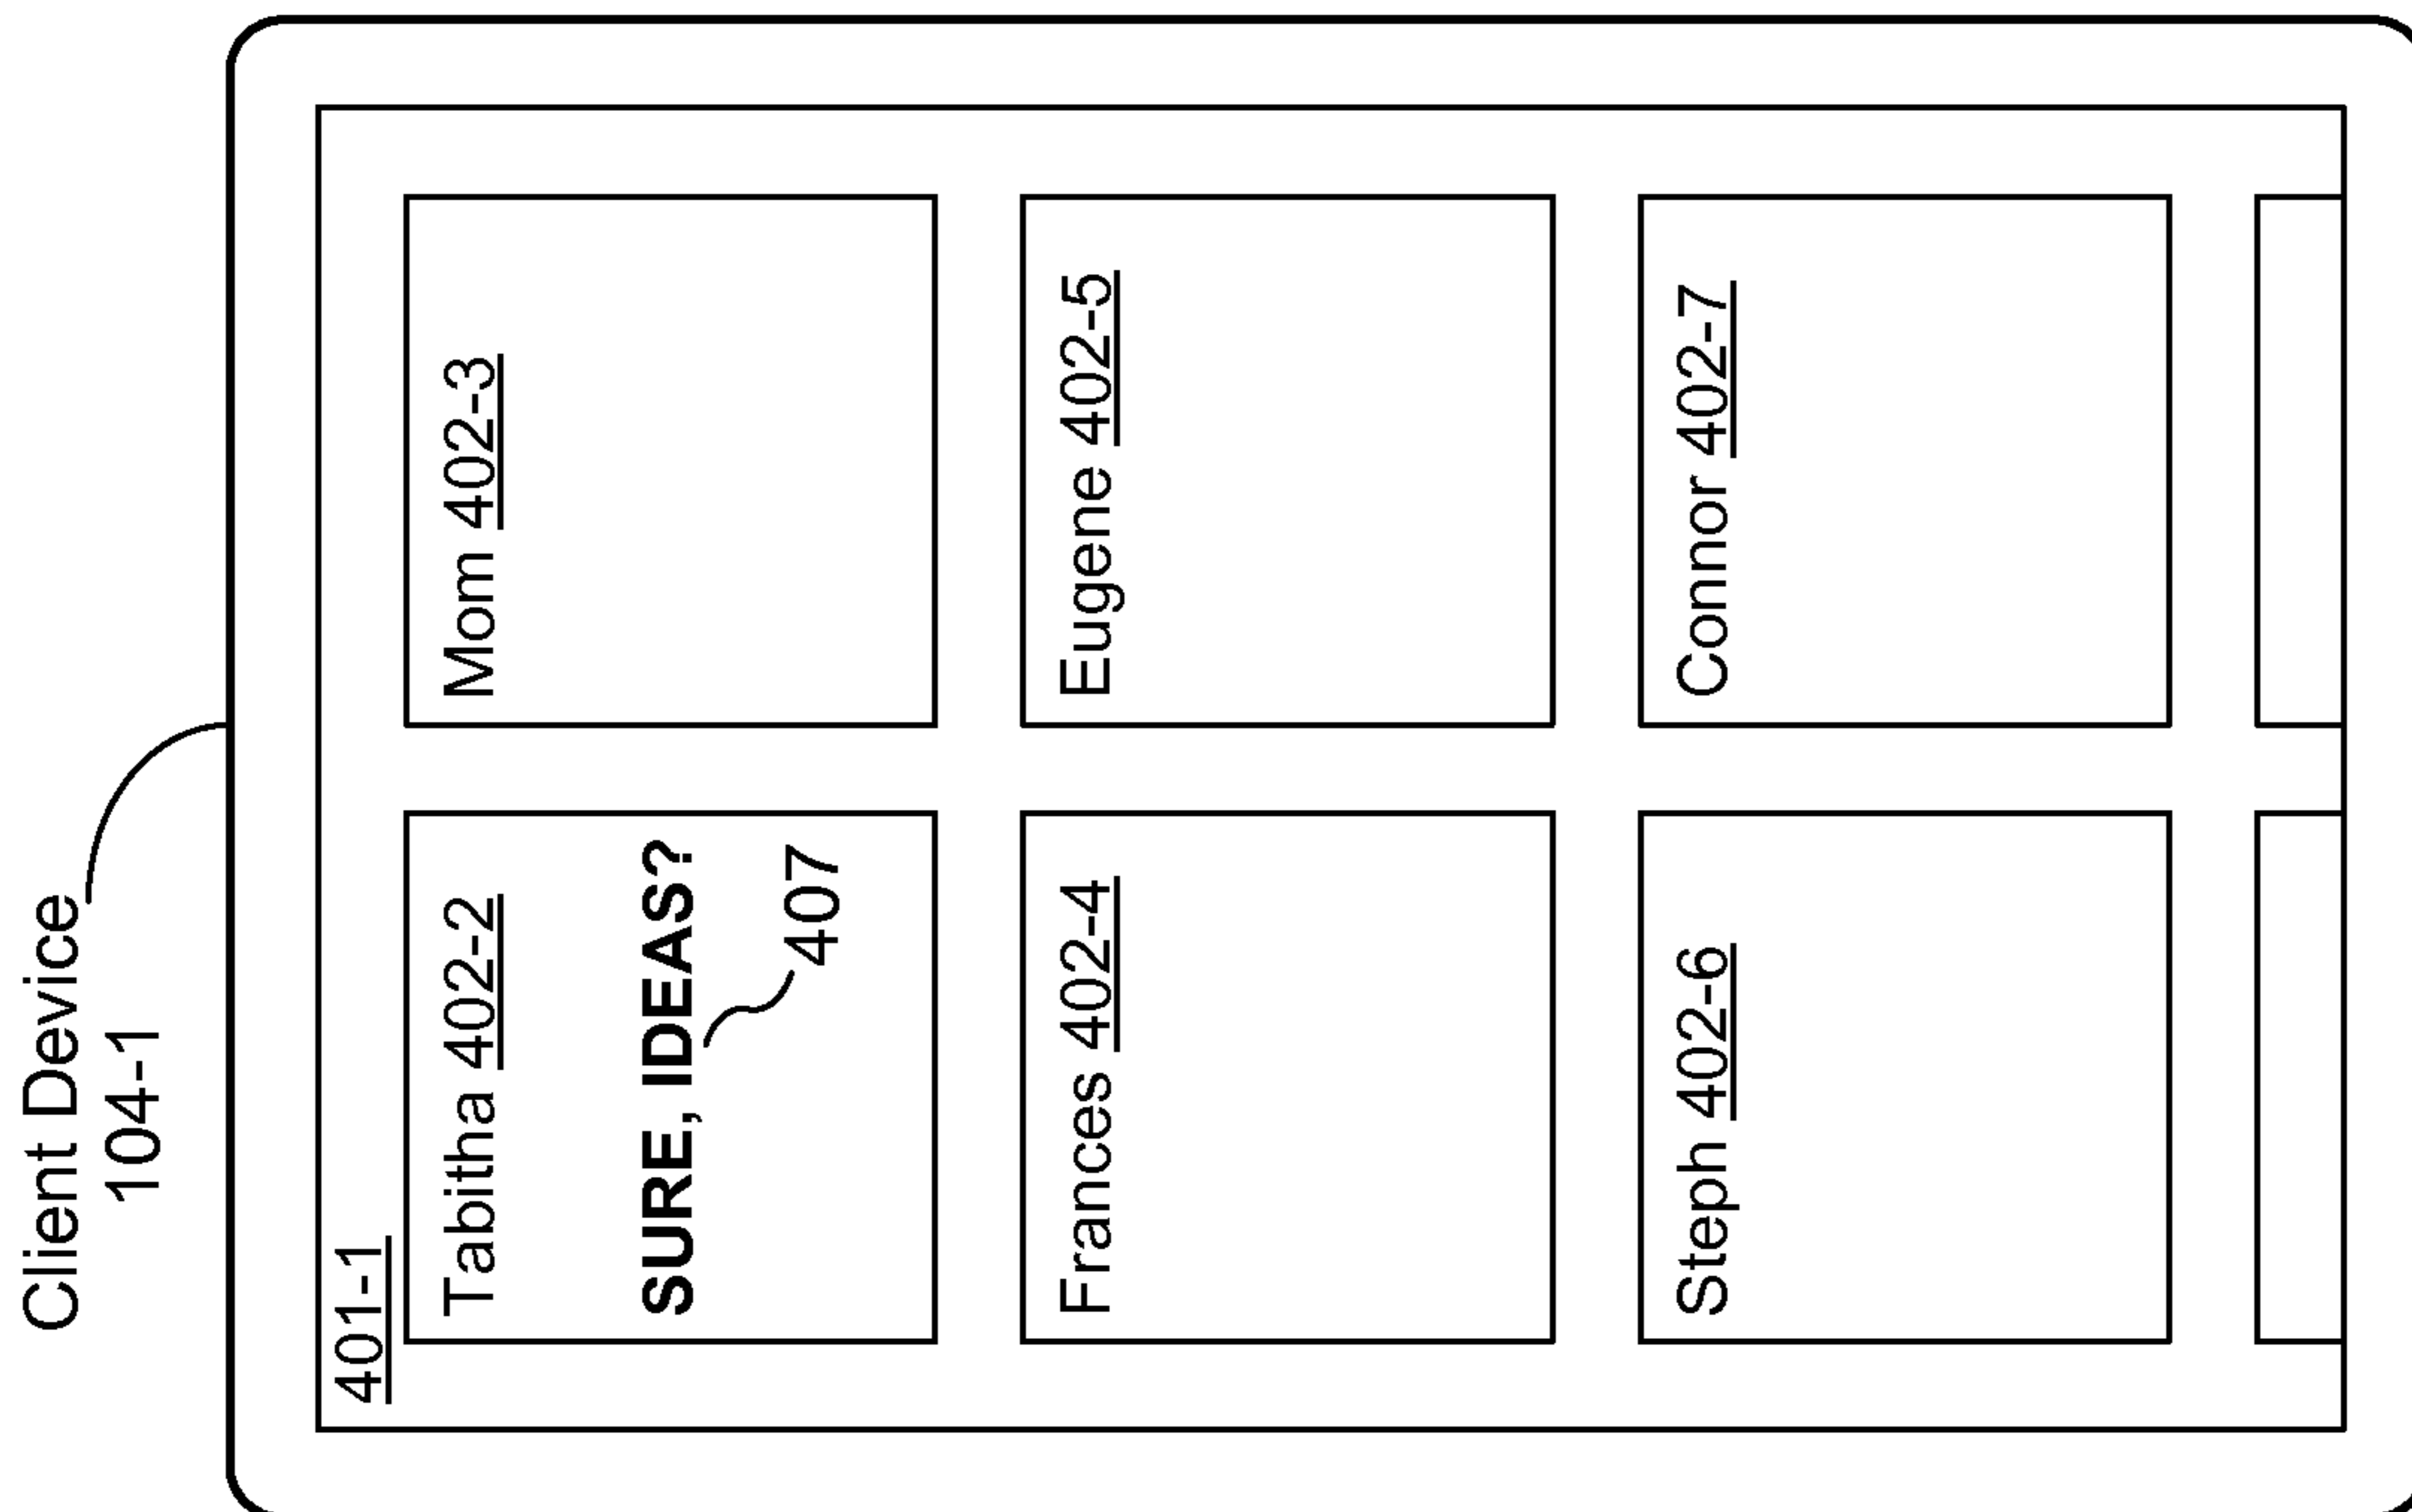 Client Device
104-1
401-1
Tabitha 402-2
SURE, IDEAS?
407
Mom 402-3
Frances 402-4
Eugene 402-5
Steph 402-6
Connor 402-7